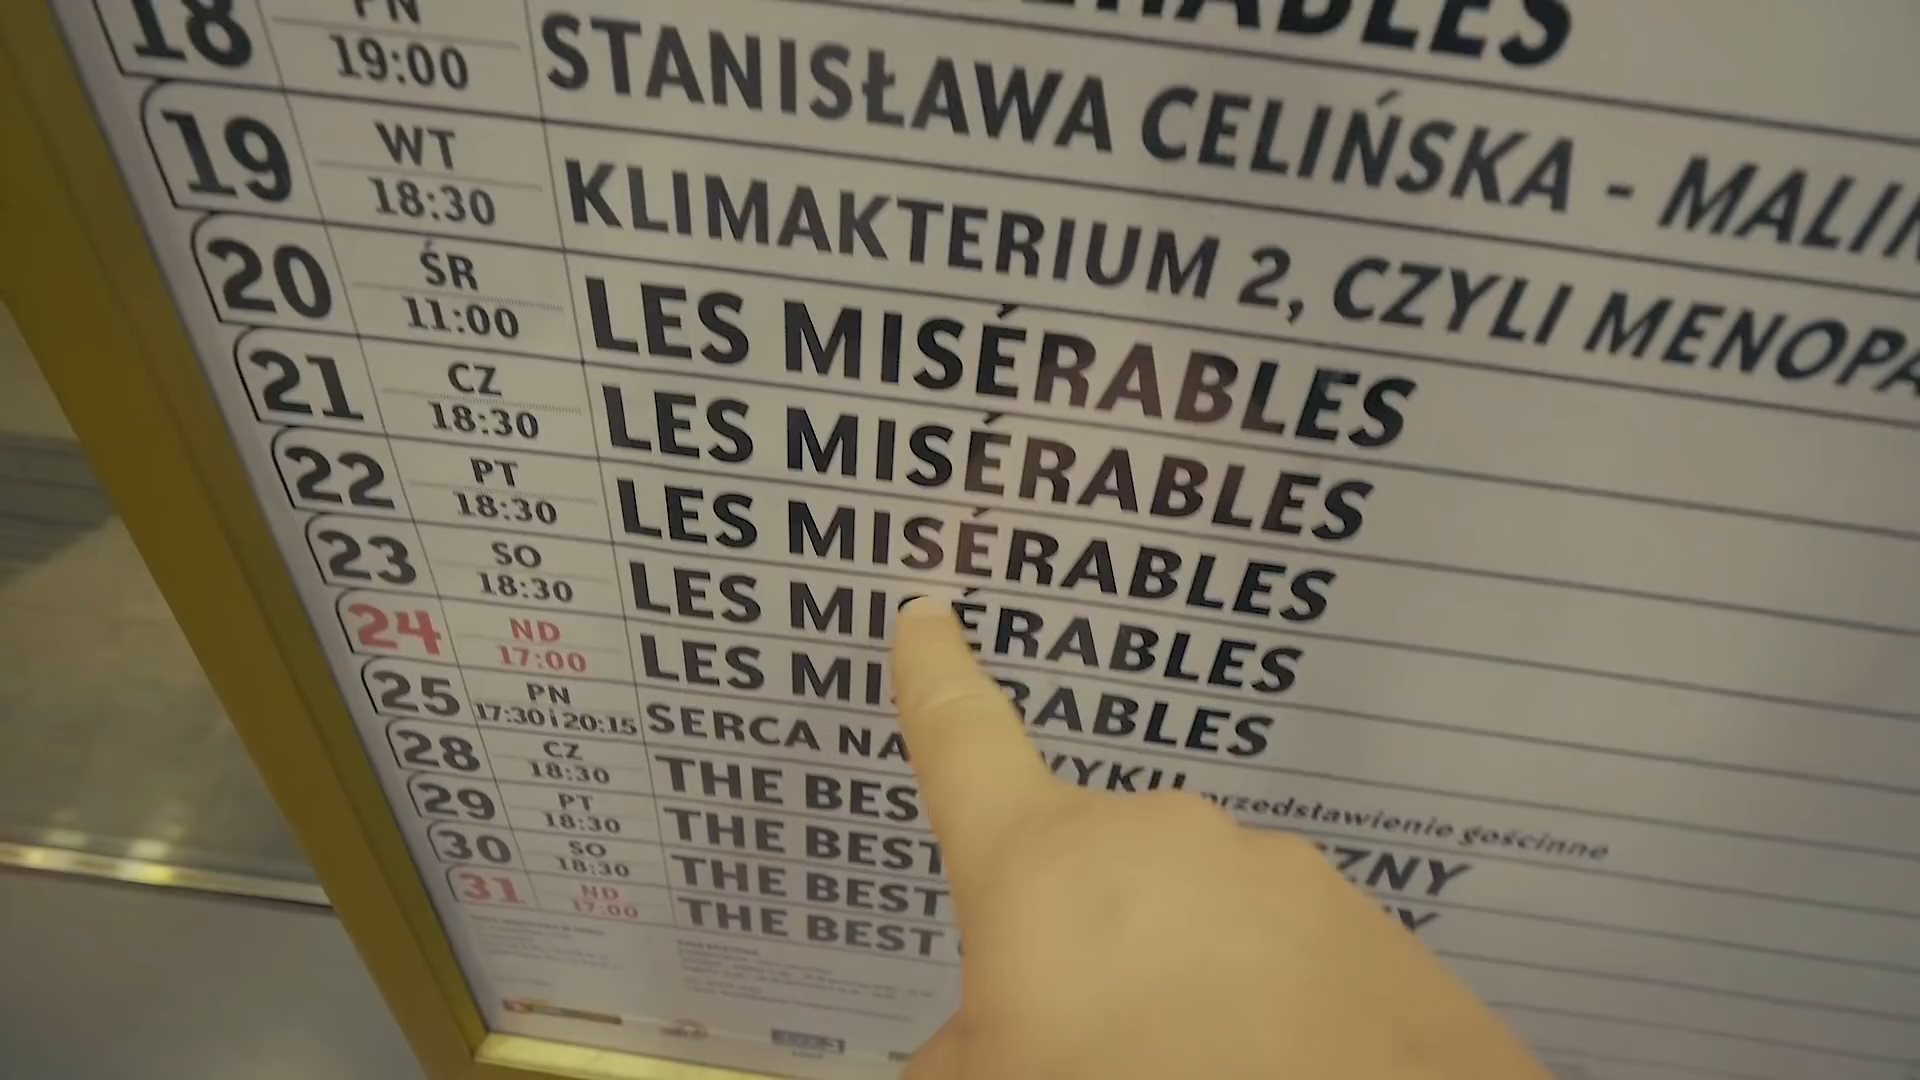 18 PN 19:00 STANISŁAWA CELIŃSKA - MALIN
19 WT 18:30 KLIMAKTERIUM 2, CZYLI MENOPA
20 ŚR 11:00 LES MISÉRABLES
21 CZ 18:30 LES MISÉRABLES
22 PT 18:30 LES MISÉRABLES
23 SO 18:30 LES MISÉRABLES
24 ND 17:00 LES MI RABLES
25 PN 17:30 i 20:15 SERCA NA przedstawienie gościnne
28 CZ 18:30 THE BES
29 PT 18:30 THE BEST
30 SO 18:30 THE BEST
31 ND 17:00 THE BEST